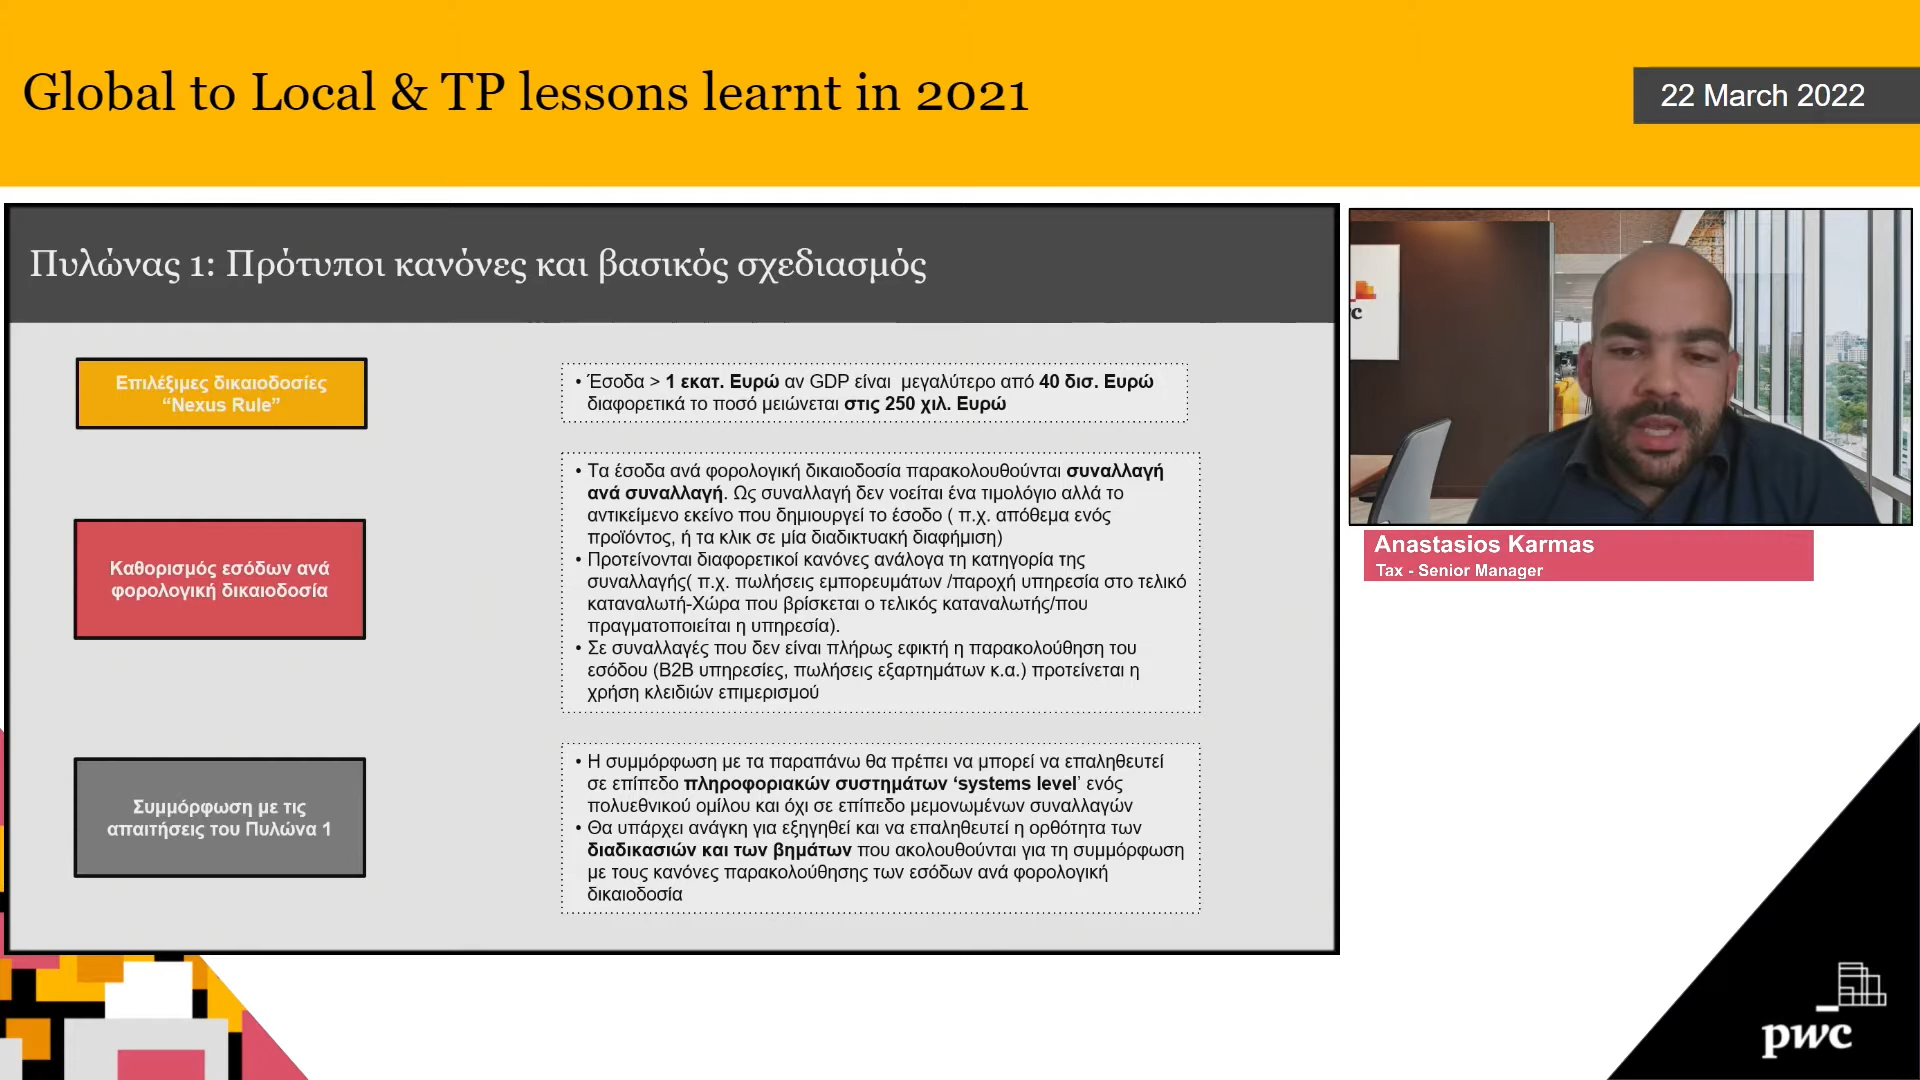 Global to Local & TP lessons learnt in 2021
22 March 2022
Πυλώνας 1: Πρότυποι κανόνες και βασικός σχεδιασμός
Επιλέξιμες δικαιοδοσίες
“Nexus Rule”
• Έσοδα > 1 εκατ. Ευρώ αν GDP είναι μεγαλύτερο από 40 δισ. Ευρώ
διαφορετικά το ποσό μειώνεται στις 250 χιλ. Ευρώ
Καθορισμός εσόδων ανά
φορολογική δικαιοδοσία
• Τα έσοδα ανά φορολογική δικαιοδοσία παρακολουθούνται συναλλαγή
ανά συναλλαγή. Ως συναλλαγή δεν νοείται ένα τιμολόγιο αλλά το
αντικείμενο εκείνο που δημιουργεί το έσοδο ( π.χ. απόθεμα ενός
προϊόντος, ή τα κλικ σε μία διαδικτυακή διαφήμιση)
• Προτείνονται διαφορετικοί κανόνες ανάλογα τη κατηγορία της
συναλλαγής( π.χ. πωλήσεις εμπορευμάτων /παροχή υπηρεσία στο τελικό
καταναλωτή-Χώρα που βρίσκεται ο τελικός καταναλωτής/που
πραγματοποιείται η υπηρεσία).
• Σε συναλλαγές που δεν είναι πλήρως εφικτή η παρακολούθηση του
εσόδου (B2B υπηρεσίες, πωλήσεις εξαρτημάτων κ.α.) προτείνεται η
χρήση κλειδιών επιμερισμού
Συμμόρφωση με τις
απαιτήσεις του Πυλώνα 1
• Η συμμόρφωση με τα παραπάνω θα πρέπει να μπορεί να επαληθευτεί
σε επίπεδο πληροφοριακών συστημάτων ‘systems level’ ενός
πολυεθνικού ομίλου και όχι σε επίπεδο μεμονωμένων συναλλαγών
• Θα υπάρχει ανάγκη για εξηγηθεί και να επαληθευτεί η ορθότητα των
διαδικασιών και των βημάτων που ακολουθούνται για τη συμμόρφωση
με τους κανόνες παρακολούθησης των εσόδων ανά φορολογική
δικαιοδοσία
c
Anastasios Karmas
Tax - Senior Manager
pwc